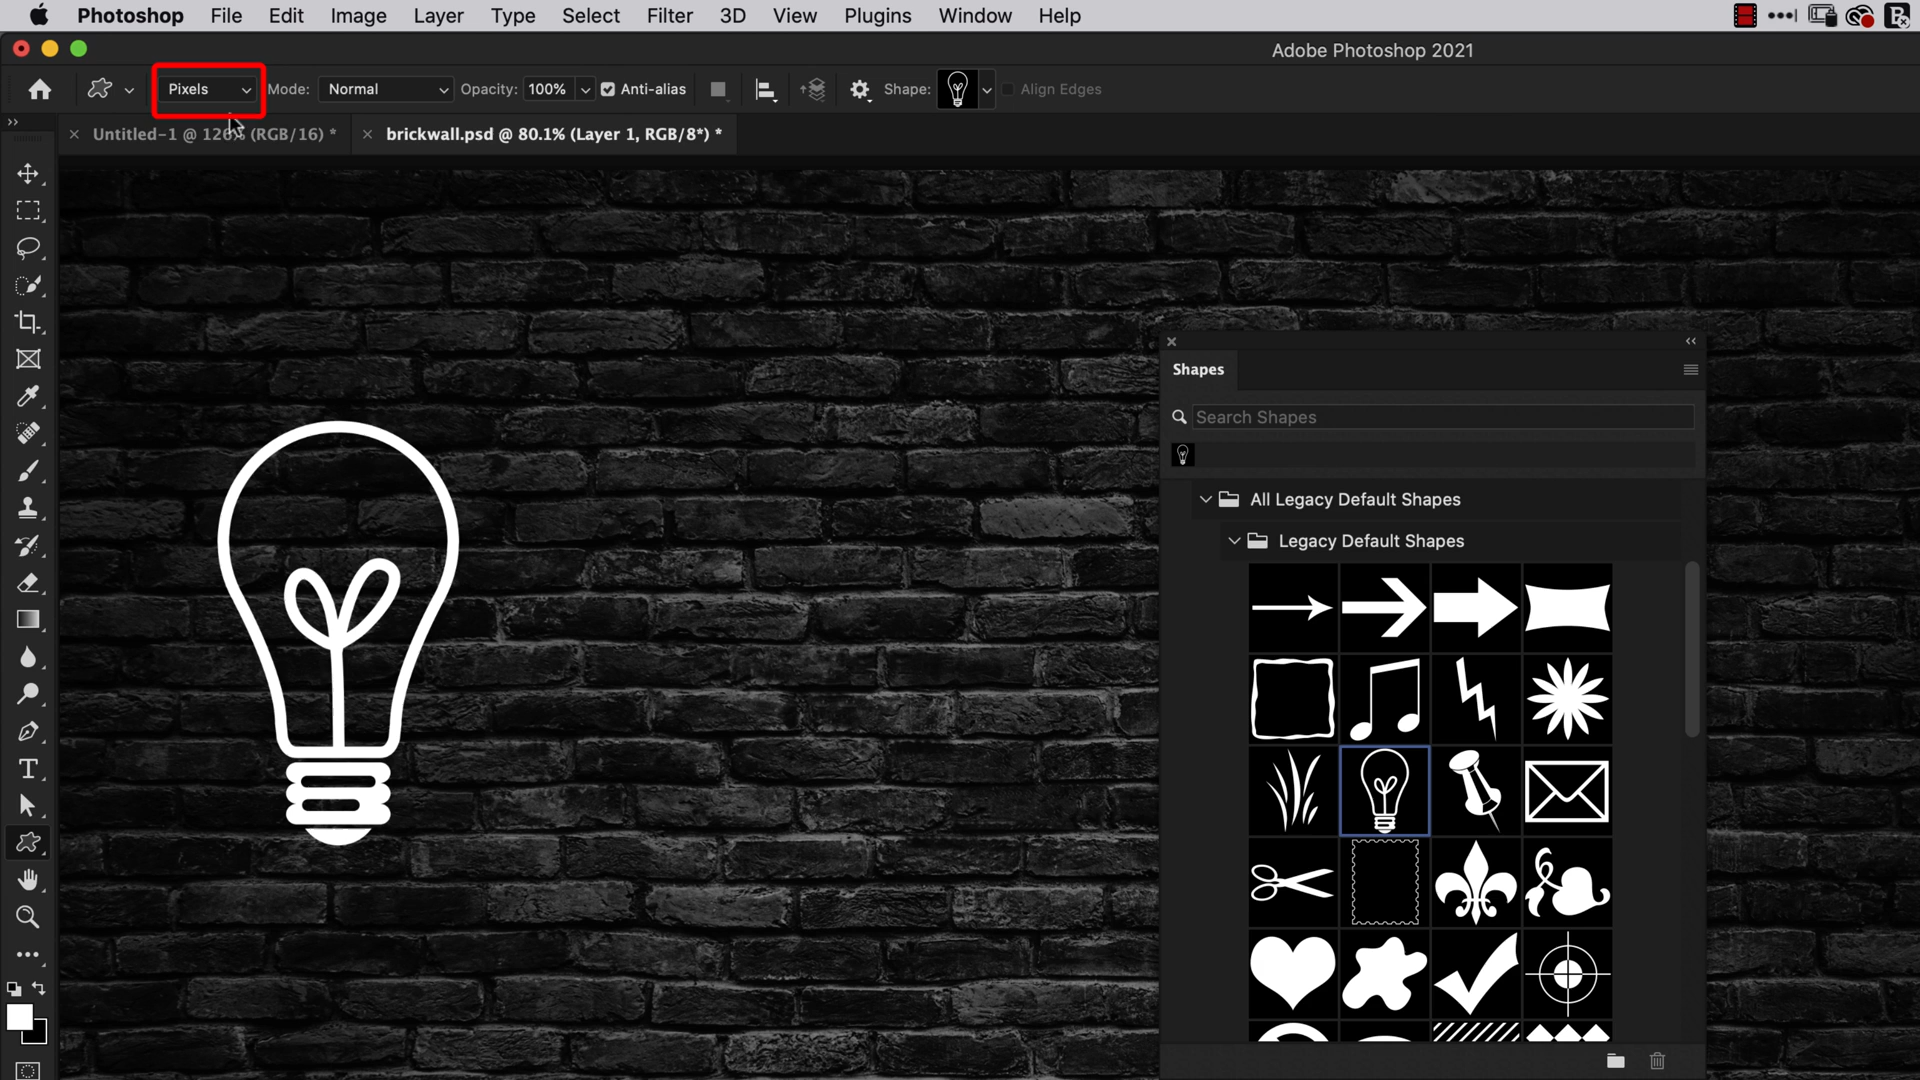 Photoshop File Edit Image Layer Type Select Filter 3D View Plugins Window Help
Adobe Photoshop 2021
Pixels Mode: Normal Opacity: 100% Anti-alias Shape: Align Edges
Untitled-1 @ 120% (RGB/16) * brickwall.psd @ 80.1% (Layer 1, RGB/8*) *
Shapes
Search Shapes
All Legacy Default Shapes
Legacy Default Shapes